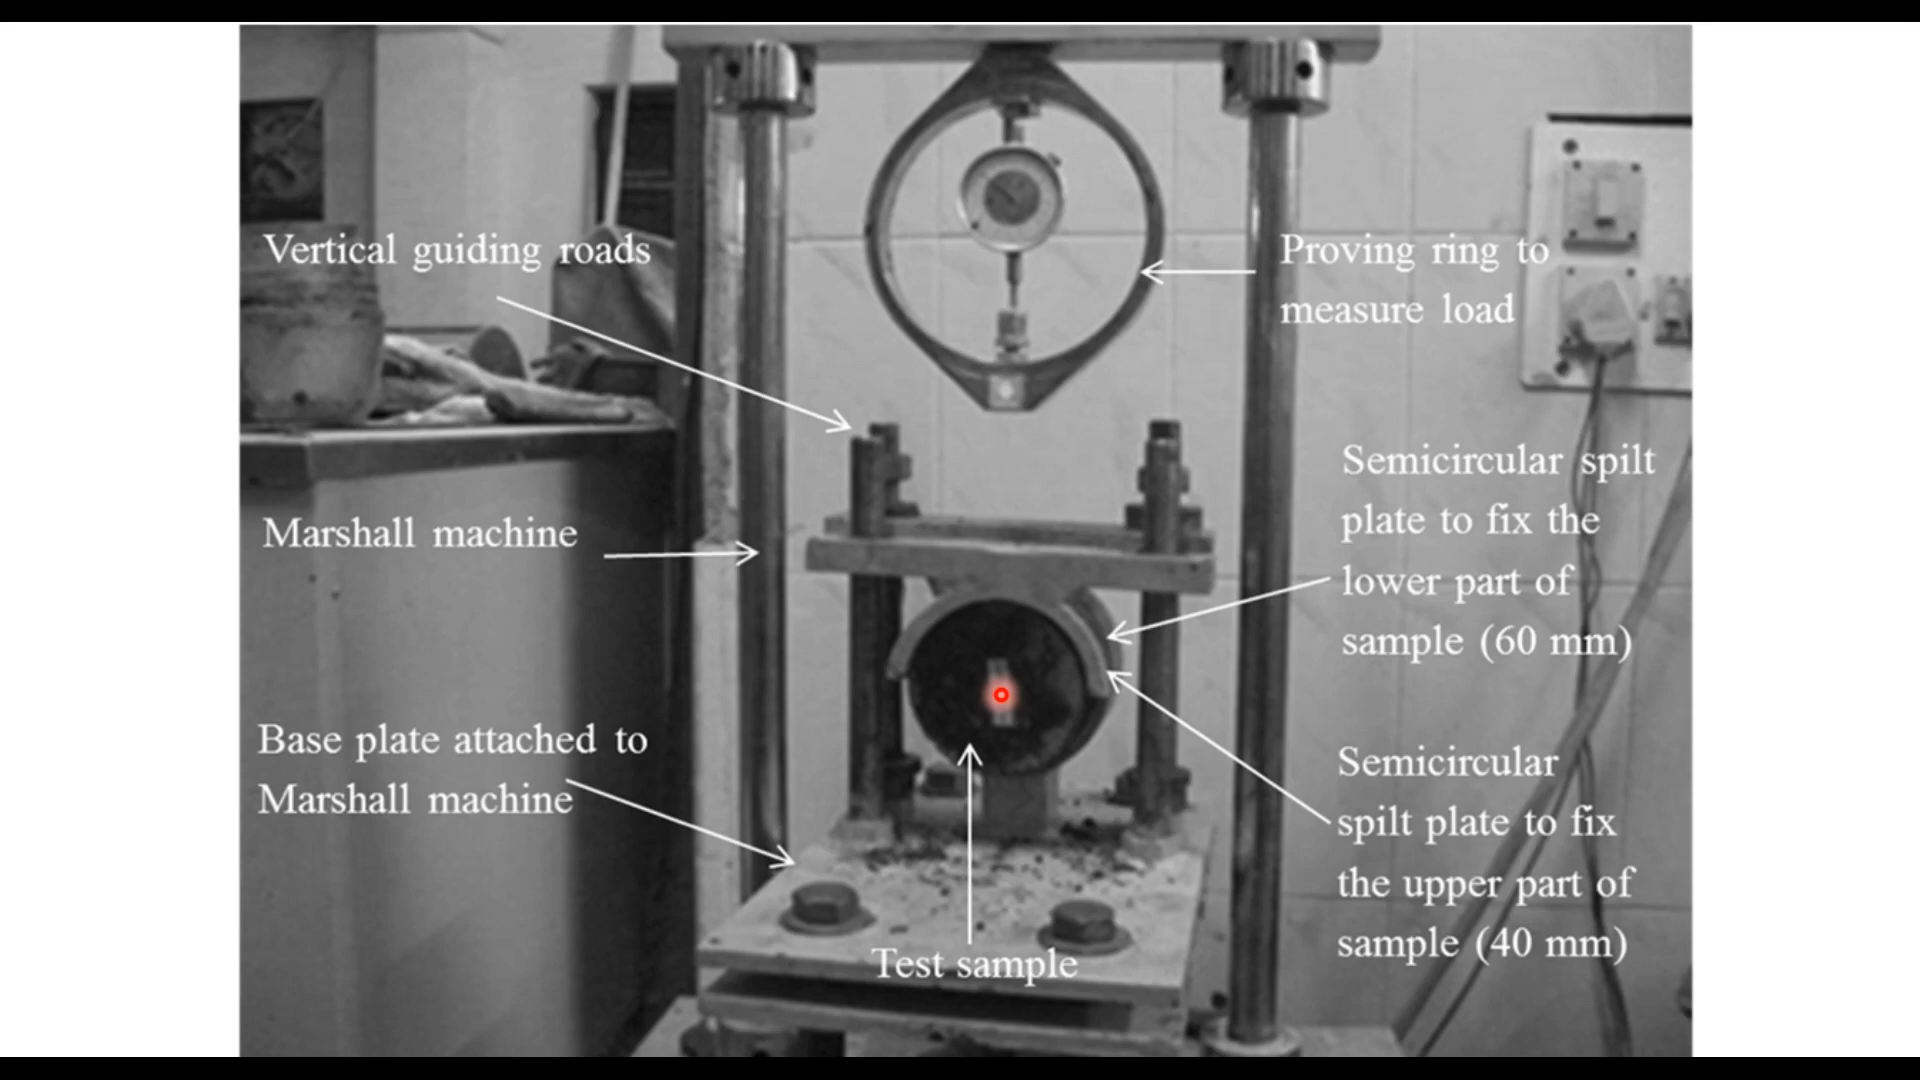 Vertical guiding roads
Proving ring to
measure load
Marshall machine
Semicircular spilt
plate to fix the
lower part of
sample (60 mm)
Base plate attached to
Marshall machine
Semicircular
spilt plate to fix
the upper part of
sample (40 mm)
Test sample